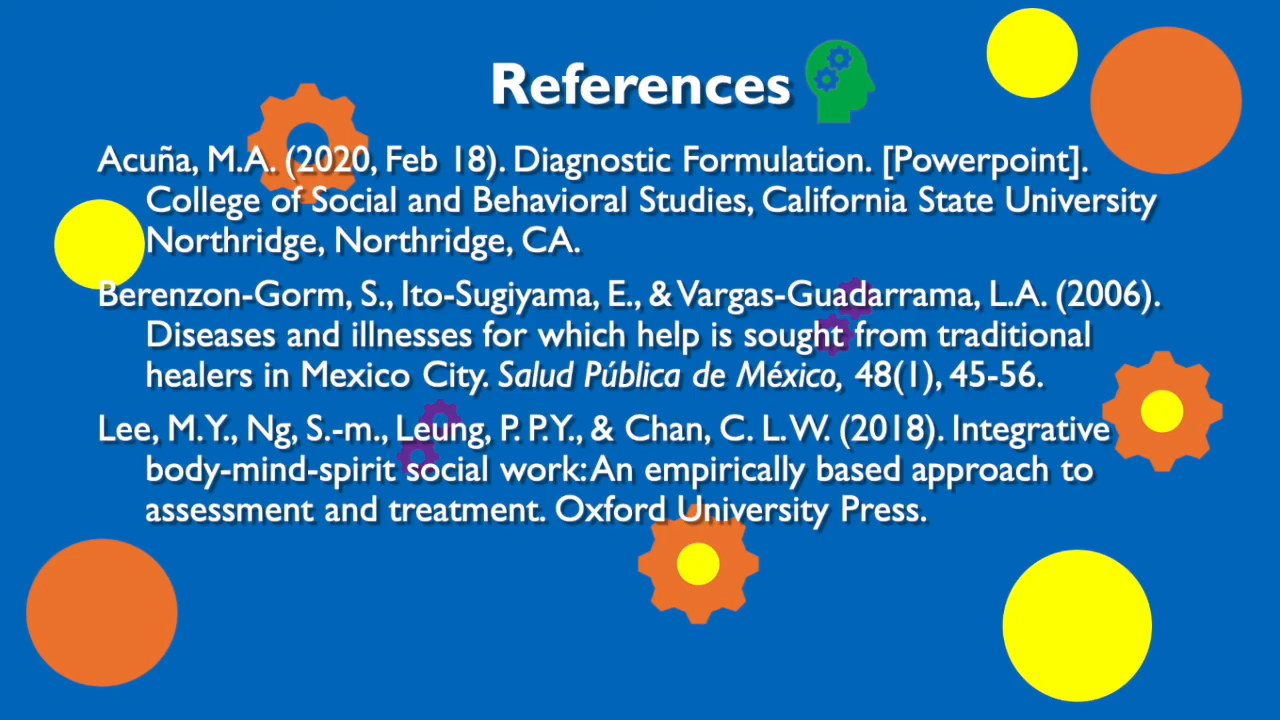 References
Acuña, M.A. (2020, Feb 18). Diagnostic Formulation. [Powerpoint].
College of Social and Behavioral Studies, California State University
Northridge, Northridge, CA.
Berenzon-Gorm, S., Ito-Sugiyama, E., & Vargas-Guadarrama, L.A. (2006).
Diseases and illnesses for which help is sought from traditional
healers in Mexico City. Salud Pública de México, 48(1), 45-56.
Lee, M.Y., Ng, S.-m., Leung, P. P.Y., & Chan, C. L.W. (2018). Integrative
body-mind-spirit social work: An empirically based approach to
assessment and treatment. Oxford University Press.